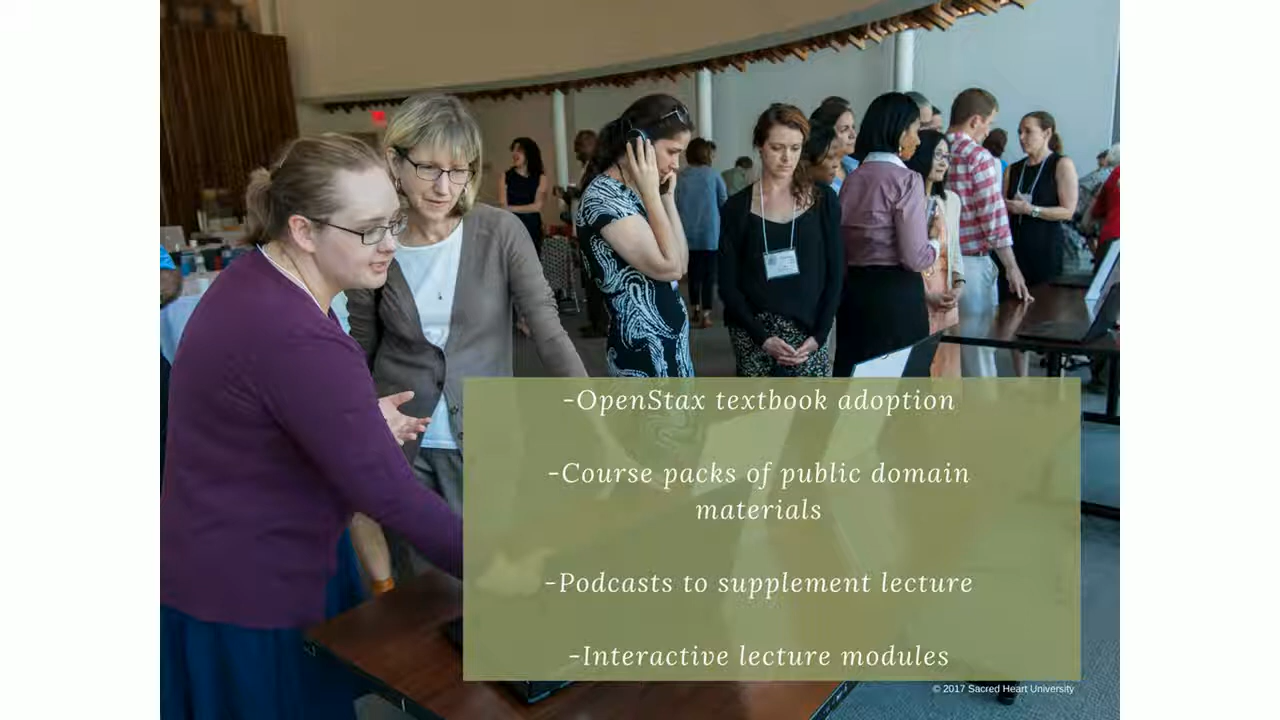 -OpenStax textbook adoption
-Course packs of public domain
materials
-Podcasts to supplement lecture
-Interactive lecture modules
© 2017 Sacred Heart University